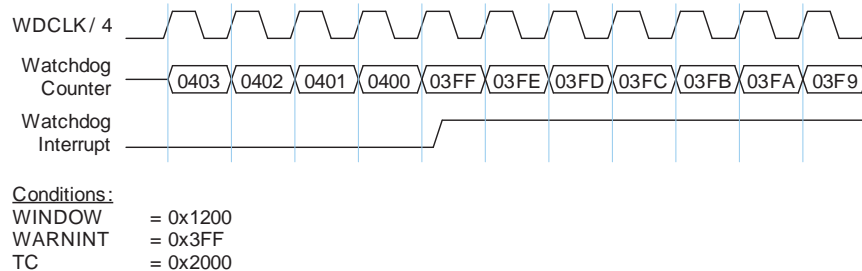 WDCLK / 4
Watchdog
Counter
0403 0402 0401 0400 03FF 03FE 03FD 03FC 03FB 03FA 03F9
Watchdog
Interrupt
Conditions:
WINDOW = 0x1200
WARNINT = 0x3FF
TC = 0x2000